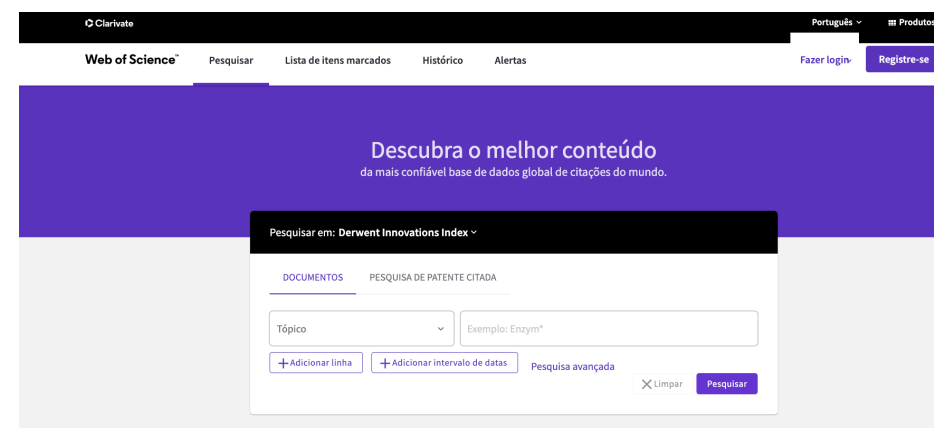 Clarivate
Português Produtos
Web of Science™ Pesquisar Lista de itens marcados Histórico Alertas Fazer login Registre-se
Descubra o melhor conteúdo
da mais confiável base de dados global de citações do mundo.
Pesquisar em: Derwent Innovations Index
DOCUMENTOS PESQUISA DE PATENTE CITADA
Tópico Exemplo: Enzym*
+ Adicionar linha + Adicionar intervalo de datas Pesquisa avançada
× Limpar Pesquisar